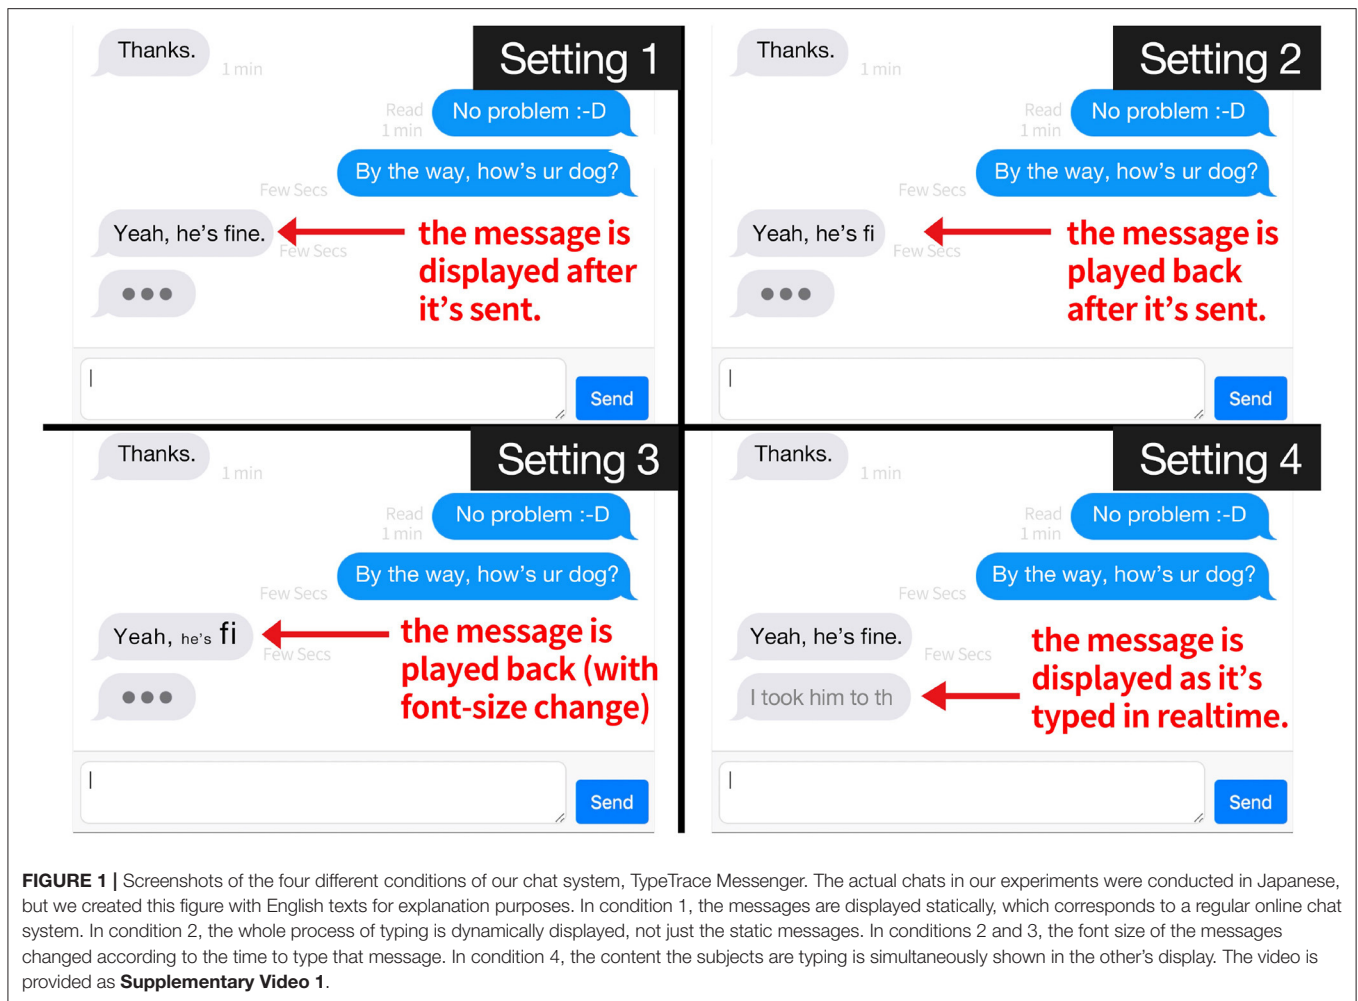 Setting 1
Thanks.
1 min
Read
1 min
No problem :-D
By the way, how's ur dog?
Few Secs
Yeah, he's fine.
Few Secs
the message is
displayed after
it's sent.
|
Send
Setting 2
Thanks.
1 min
Read
1 min
No problem :-D
By the way, how's ur dog?
Few Secs
Yeah, he's fi
Few Secs
the message is
played back
after it's sent.
|
Send
Setting 3
Thanks.
1 min
Read
1 min
No problem :-D
By the way, how's ur dog?
Few Secs
Yeah, he's fi
Few Secs
the message is
played back (with
font-size change)
|
Send
Setting 4
Thanks.
1 min
Read
1 min
No problem :-D
By the way, how's ur dog?
Few Secs
Yeah, he's fine.
Few Secs
I took him to th
the message is
displayed as it's
typed in realtime.
|
Send
FIGURE 1 | Screenshots of the four different conditions of our chat system, TypeTrace Messenger. The actual chats in our experiments were conducted in Japanese,
but we created this figure with English texts for explanation purposes. In condition 1, the messages are displayed statically, which corresponds to a regular online chat
system. In condition 2, the whole process of typing is dynamically displayed, not just the static messages. In conditions 2 and 3, the font size of the messages
changed according to the time to type that message. In condition 4, the content the subjects are typing is simultaneously shown in the other's display. The video is
provided as Supplementary Video 1.